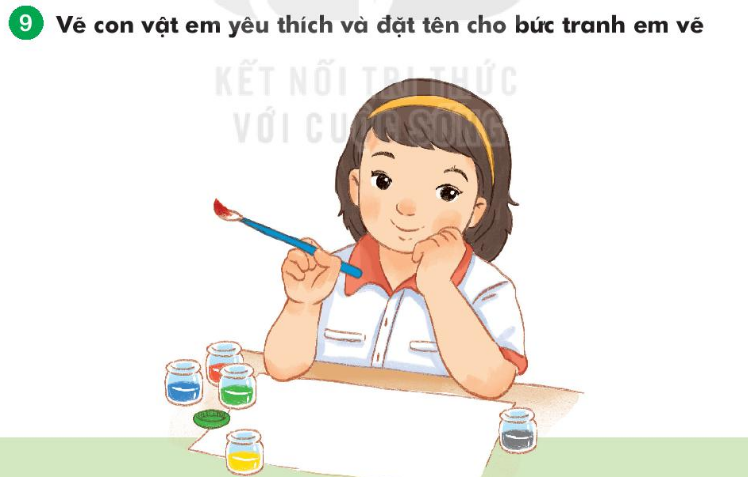 9 Vẽ con vật em yêu thích và đặt tên cho bức tranh em vẽ
KẾT NỐI TRI THỨC
VỚI CUỘC SỐNG